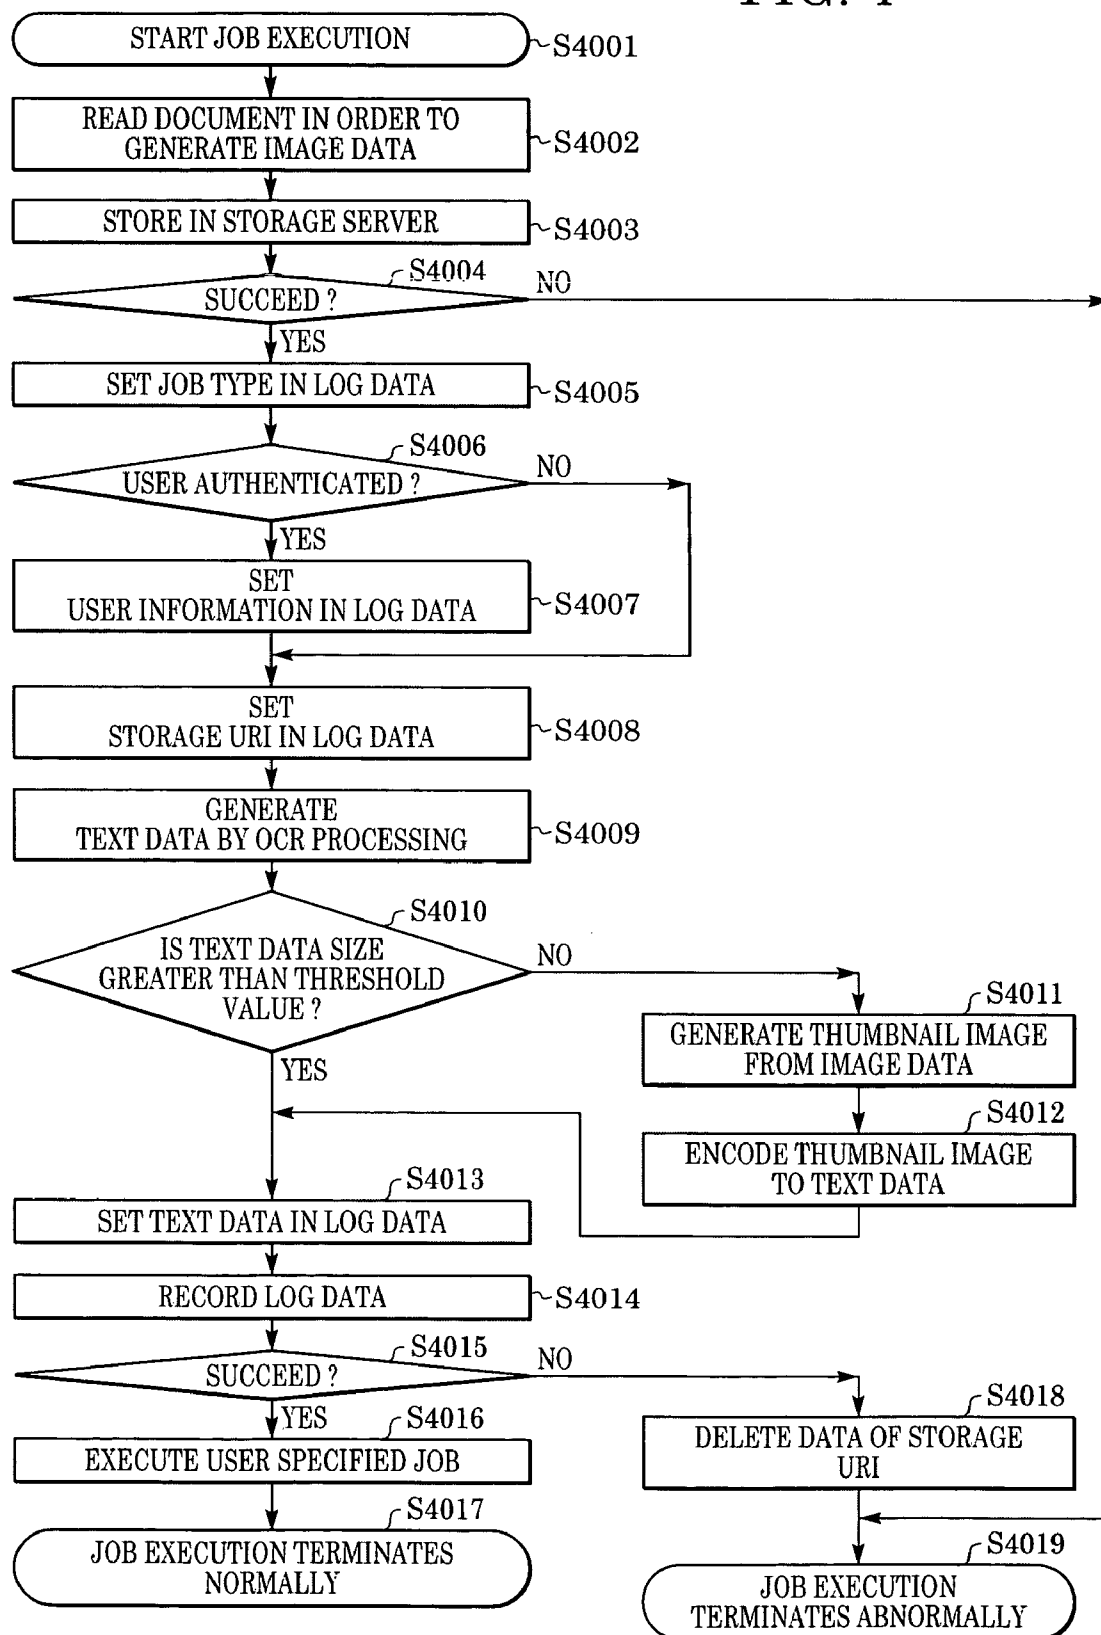 START JOB EXECUTION
S4001
READ DOCUMENT IN ORDER TO
GENERATE IMAGE DATA
S4002
STORE IN STORAGE SERVER
S4003
S4004
SUCCEED ?
NO
YES
SET JOB TYPE IN LOG DATA
S4005
S4006
USER AUTHENTICATED ?
NO
YES
SET
USER INFORMATION IN LOG DATA
S4007
SET
STORAGE URI IN LOG DATA
S4008
GENERATE
TEXT DATA BY OCR PROCESSING
S4009
S4010
IS TEXT DATA SIZE
GREATER THAN THRESHOLD
VALUE ?
NO
YES
S4011
GENERATE THUMBNAIL IMAGE
FROM IMAGE DATA
S4012
ENCODE THUMBNAIL IMAGE
TO TEXT DATA
S4013
SET TEXT DATA IN LOG DATA
RECORD LOG DATA
S4014
S4015
SUCCEED ?
NO
YES
S4016
EXECUTE USER SPECIFIED JOB
S4017
JOB EXECUTION TERMINATES
NORMALLY
S4018
DELETE DATA OF STORAGE
URI
S4019
JOB EXECUTION
TERMINATES ABNORMALLY